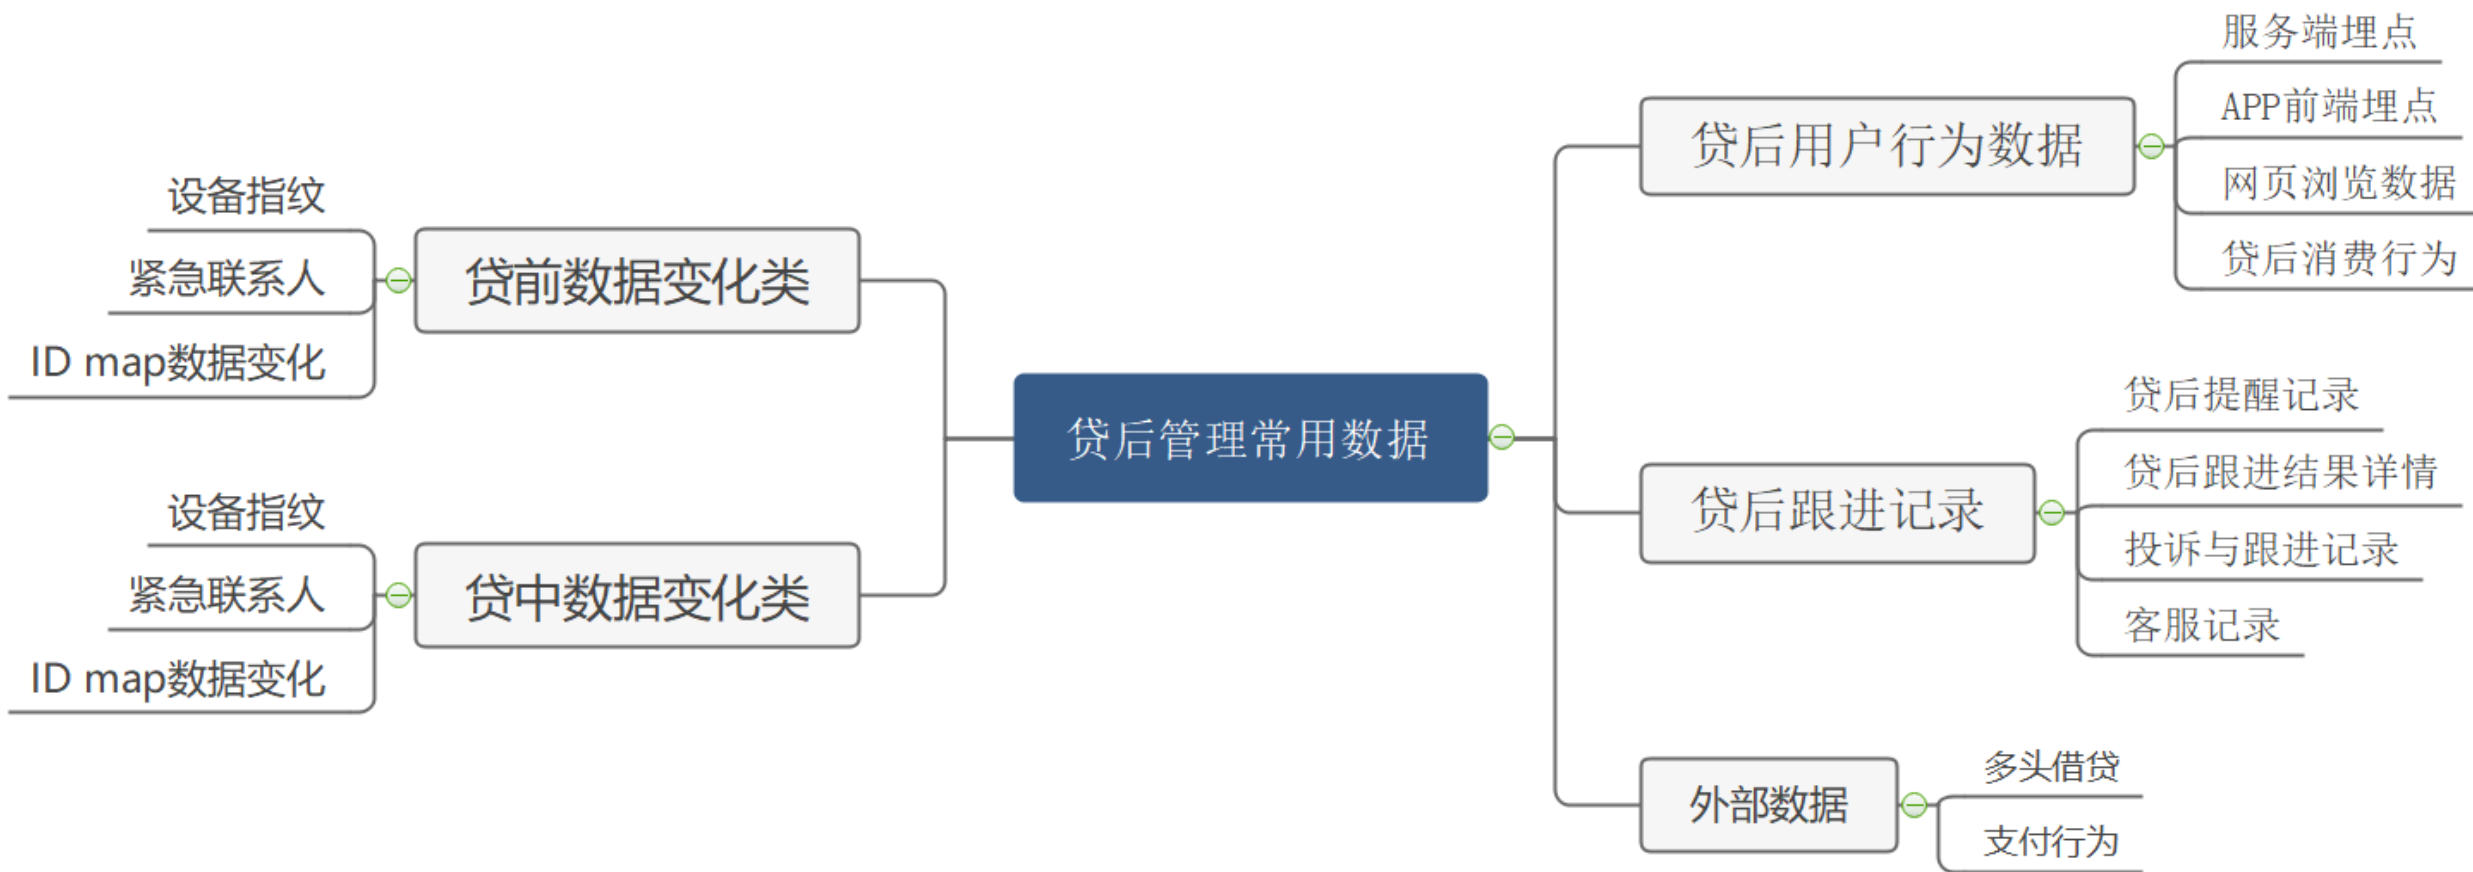 贷后管理常用数据
贷前数据变化类
设备指纹
紧急联系人
ID map数据变化
贷中数据变化类
设备指纹
紧急联系人
ID map数据变化
贷后用户行为数据
服务端埋点
APP前端埋点
网页浏览数据
贷后消费行为
贷后跟进记录
贷后提醒记录
贷后跟进结果详情
投诉与跟进记录
客服记录
外部数据
多头借贷
支付行为